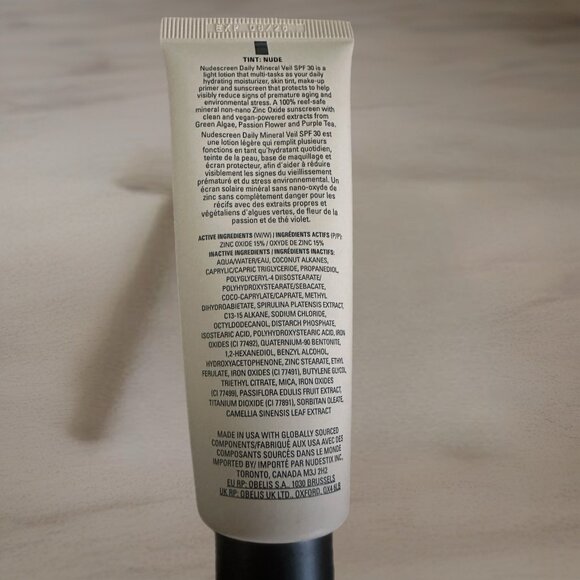 TINT: NUDE
Nudescreen Daily Mineral Veil SPF 30 is a
light lotion that multi-tasks as your daily
hydrating moisturizer, skin tint, make-up
primer and sunscreen that protects to help
visibly reduce signs of premature aging and
environmental stress. A 100% reef-safe
mineral non-nano Zinc Oxide sunscreen with
clean and vegan-powered extracts from
Green Algae, Passion Flower and Purple Tea.
Nudescreen Daily Mineral Veil SPF 30 est
une lotion légère qui remplit plusieurs
fonctions en tant qu'hydratant quotidien,
teinte de la peau, base de maquillage et
écran protecteur, afin d'aider à réduire
visiblement les signes du vieillissement
prématuré et du stress environnemental. Un
écran solaire minéral sans nano-oxyde de
zinc sans complètement danger pour les
récifs avec des extraits propres et
végétaliens d'algues vertes, de fleur de la
passion et de thé violet.
ACTIVE INGREDIENTS (W/W) / INGRÉDIENTS ACTIFS (P/P):
ZINC OXIDE 15% / OXYDE DE ZINC 15%
INACTIVE INGREDIENTS / INGRÉDIENTS INACTIFS:
AQUA/WATER/EAU, COCONUT ALKANES,
CAPRYLIC/CAPRIC TRIGLYCERIDE, PROPANEDIOL,
POLYGLYCERYL-4 DIISOSTEARATE/
POLYHYDROXYSTEARATE/SEBACATE,
COCO-CAPRYLATE/CAPRATE, METHYL
DIHYDROABIETATE, SPIRULINA PLATENSIS EXTRACT,
C13-15 ALKANE, SODIUM CHLORIDE,
OCTYLDODECANOL, DISTARCH PHOSPHATE,
ISOSTEARIC ACID, POLYHYDROXYSTEARIC ACID, IRON
OXIDES (CI 77492), QUATERNIUM-90 BENTONITE,
1,2-HEXANEDIOL, BENZYL ALCOHOL,
HYDROXYACETOPHENONE, ZINC STEARATE, ETHYL
FERULATE, IRON OXIDES (CI 77491), BUTYLENE GLYCOL,
TRIETHYL CITRATE, MICA, IRON OXIDES
(CI 77499), PASSIFLORA EDULIS FRUIT EXTRACT,
TITANIUM DIOXIDE (CI 77891), SORBITAN OLEATE,
CAMELLIA SINENSIS LEAF EXTRACT
MADE IN USA WITH GLOBALLY SOURCED
COMPONENTS/FABRIQUÉ AUX USA AVEC DES
COMPOSANTS SOURCÉS DANS LE MONDE
IMPORTED BY/ IMPORTÉ PAR NUDESTIX INC,
TORONTO, CANADA M3J 2H2
EU RP: OBELIS S.A., 1030 BRUSSELS
UK RP: OBELIS UK LTD., OXFORD, OX4 6LB